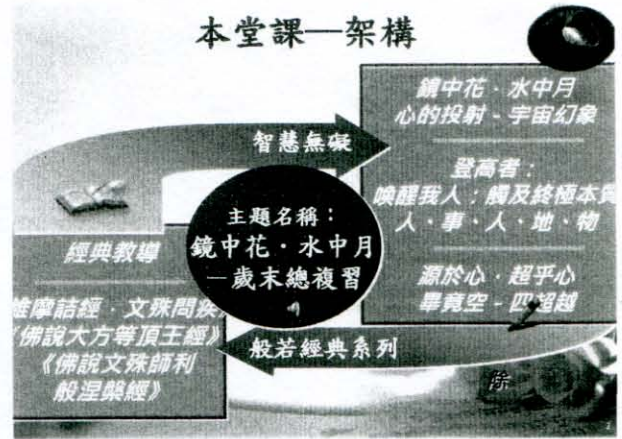 本堂課—架構
鏡中花．水中月
心的投射 - 宇宙幻象
登高者：
喚醒我人；觸及終極本質
人、事、人、地、物
源於心．超乎心
畢竟空 - 四超越
智慧無礙
主題名稱：
鏡中花．水中月
—歲末總複習
經典教導
維摩詰經．文殊問疾
《佛說大方等頂王經》
《佛說文殊師利
般涅槃經》
般若經典系列
除